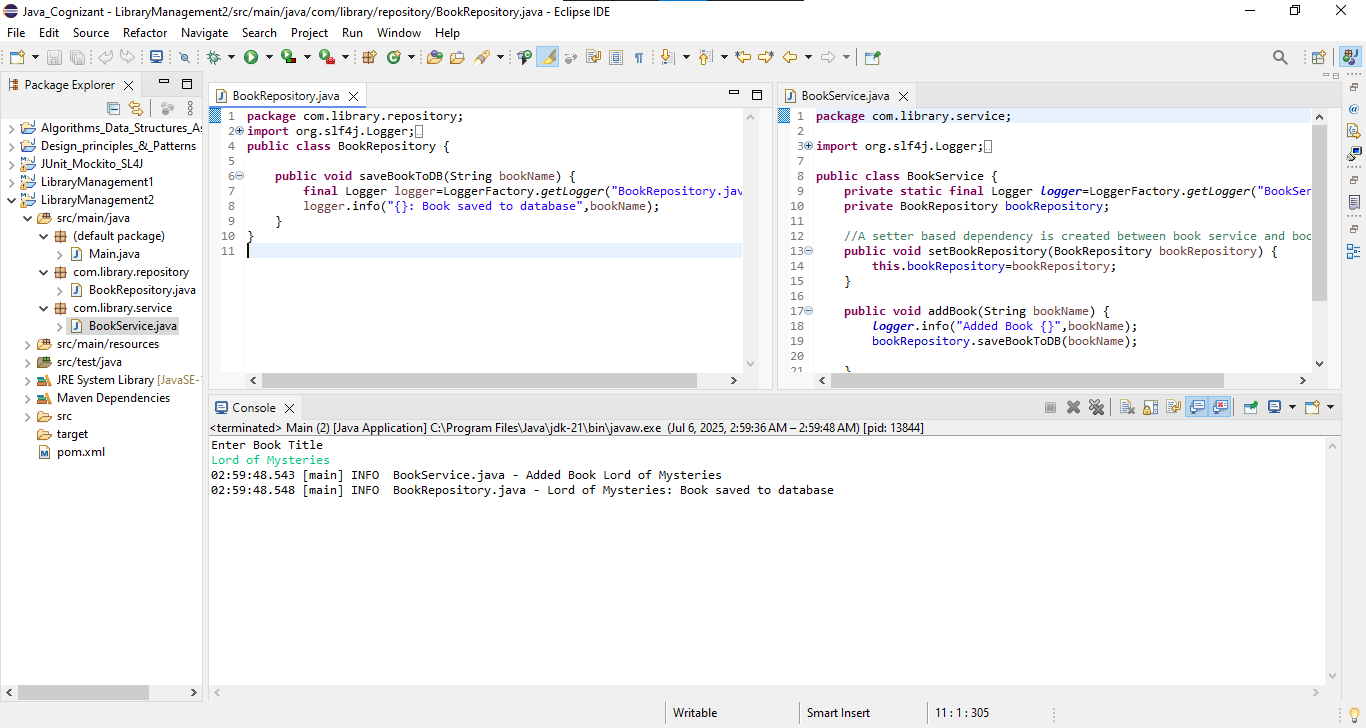 Java_Cognizant - LibraryManagement2/src/main/java/com/library/repository/BookRepository.java - Eclipse IDE
File Edit Source Refactor Navigate Search Project Run Window Help
Package Explorer
Algorithms_Data_Structures_As
Design_principles_&_Patterns
JUnit_Mockito_SL4J
LibraryManagement1
LibraryManagement2
src/main/java
(default package)
Main.java
com.library.repository
BookRepository.java
com.library.service
BookService.java
src/main/resources
src/test/java
JRE System Library [JavaSE-1
Maven Dependencies
src
target
pom.xml
BookRepository.java
1 package com.library.repository;
2 import org.slf4j.Logger;
4 public class BookRepository {
5
6 public void saveBookToDB(String bookName) {
7 final Logger logger=LoggerFactory.getLogger("BookRepository.jav
8 logger.info("{}: Book saved to database",bookName);
9 }
10 }
11
BookService.java
1 package com.library.service;
2
3 import org.slf4j.Logger;
7
8 public class BookService {
9 private static final Logger logger=LoggerFactory.getLogger("BookSer
10 private BookRepository bookRepository;
11
12 //A setter based dependency is created between book service and boo
13 public void setBookRepository(BookRepository bookRepository) {
14 this.bookRepository=bookRepository;
15 }
16
17 public void addBook(String bookName) {
18 logger.info("Added Book {}",bookName);
19 bookRepository.saveBookToDB(bookName);
20
21 }
Console
<terminated> Main (2) [Java Application] C:\Program Files\Java\jdk-21\bin\javaw.exe (Jul 6, 2025, 2:59:36 AM – 2:59:48 AM) [pid: 13844]
Enter Book Title
Lord of Mysteries
02:59:48.543 [main] INFO BookService.java - Added Book Lord of Mysteries
02:59:48.548 [main] INFO BookRepository.java - Lord of Mysteries: Book saved to database
Writable
Smart Insert
11 : 1 : 305